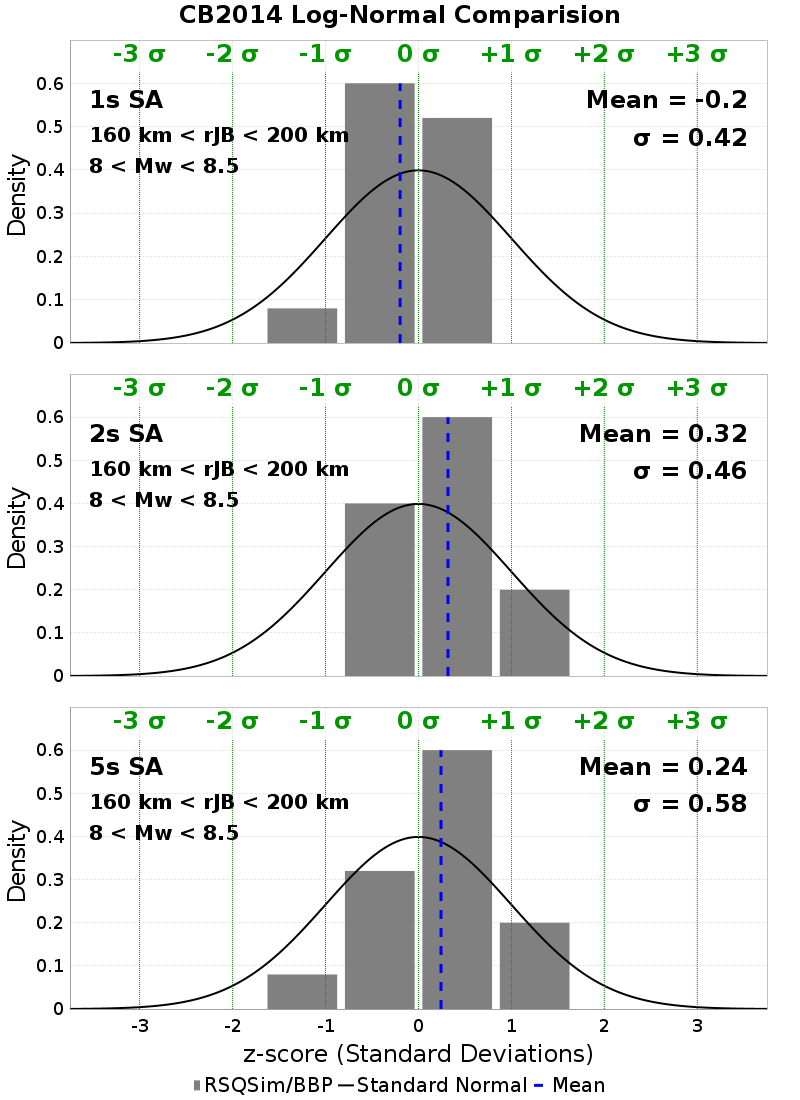 CB2014 Log-Normal Comparision
-3 σ -2 σ -1 σ 0 σ +1 σ +2 σ +3 σ
1s SA
160 km < rJB < 200 km
8 < Mw < 8.5
Mean = -0.2
σ = 0.42
Density
0.6
0.5
0.4
0.3
0.2
0.1
0
-3 σ -2 σ -1 σ 0 σ +1 σ +2 σ +3 σ
2s SA
160 km < rJB < 200 km
8 < Mw < 8.5
Mean = 0.32
σ = 0.46
Density
0.6
0.5
0.4
0.3
0.2
0.1
0
-3 σ -2 σ -1 σ 0 σ +1 σ +2 σ +3 σ
5s SA
160 km < rJB < 200 km
8 < Mw < 8.5
Mean = 0.24
σ = 0.58
Density
0.6
0.5
0.4
0.3
0.2
0.1
0
-3 -2 -1 0 1 2 3
z-score (Standard Deviations)
RSQSim/BBP Standard Normal Mean